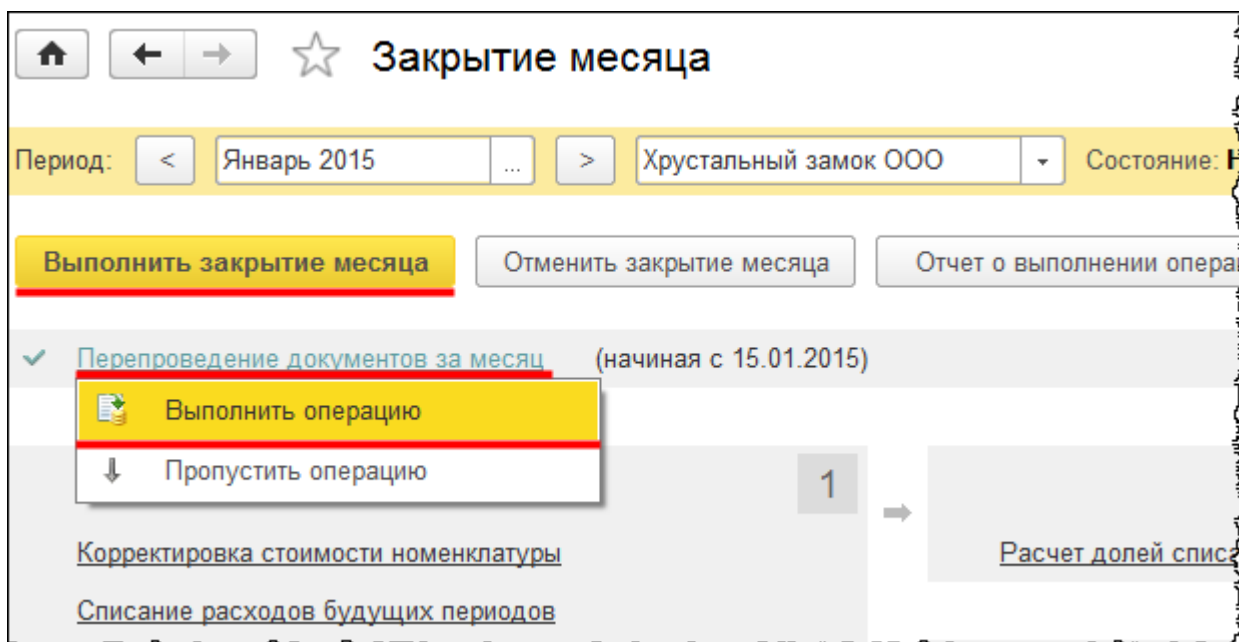 Закрытие месяца
Период: < Январь 2015 ... > Хрустальный замок ООО Состояние:
Выполнить закрытие месяца Отменить закрытие месяца Отчет о выполнении
Перепроведение документов за месяц (начиная с 15.01.2015)
Выполнить операцию
Пропустить операцию
1
Корректировка стоимости номенклатуры Расчет долей
Списание расходов будущих периодов